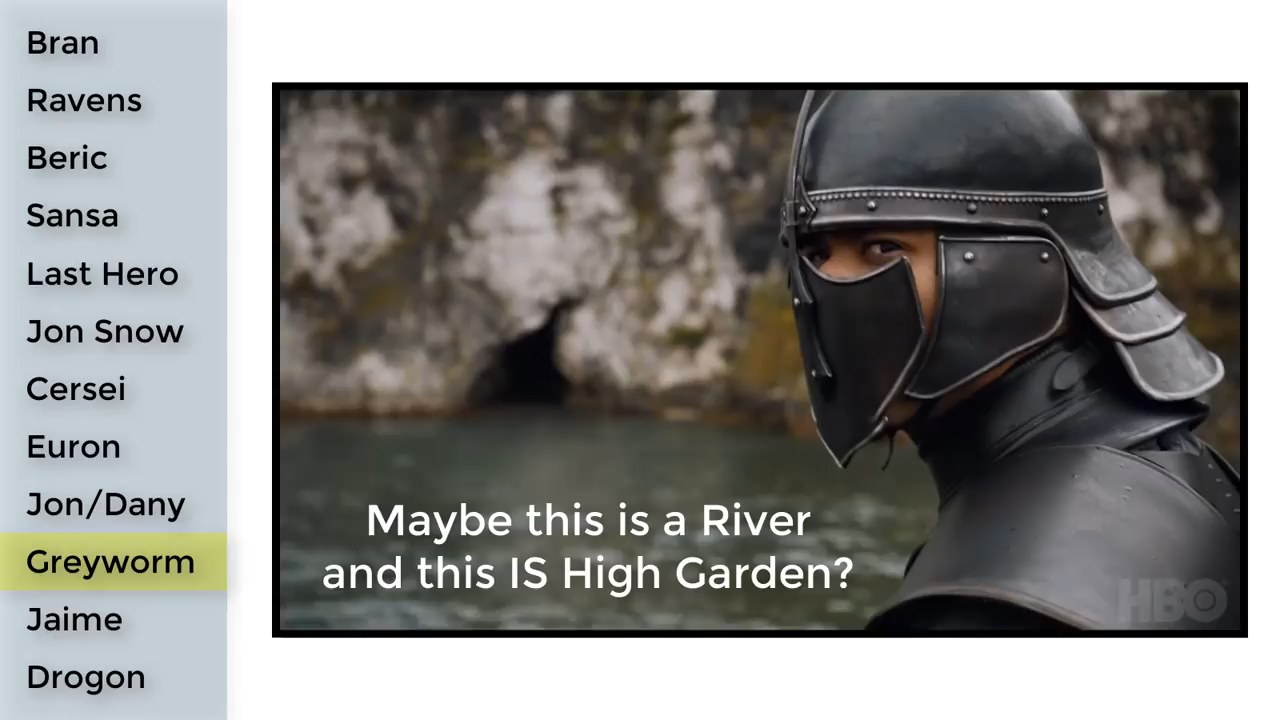 Bran
Ravens
Beric
Sansa
Last Hero
Jon Snow
Cersei
Euron
Jon/Dany
Greyworm
Jaime
Drogon
Maybe this is a River
and this IS High Garden?
HBO